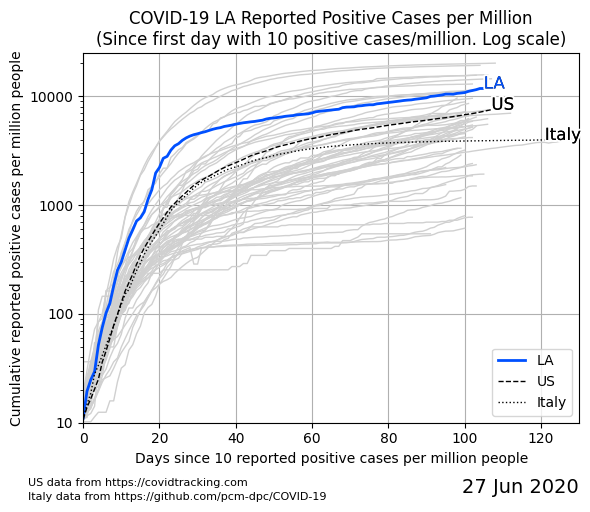 COVID-19 LA Reported Positive Cases per Million
(Since first day with 10 positive cases/million. Log scale)
Cumulative reported positive cases per million people
10000
1000
100
10
LA
US
Italy
LA
US
Italy
0 20 40 60 80 100 120
Days since 10 reported positive cases per million people
US data from https://covidtracking.com
Italy data from https://github.com/pcm-dpc/COVID-19
27 Jun 2020